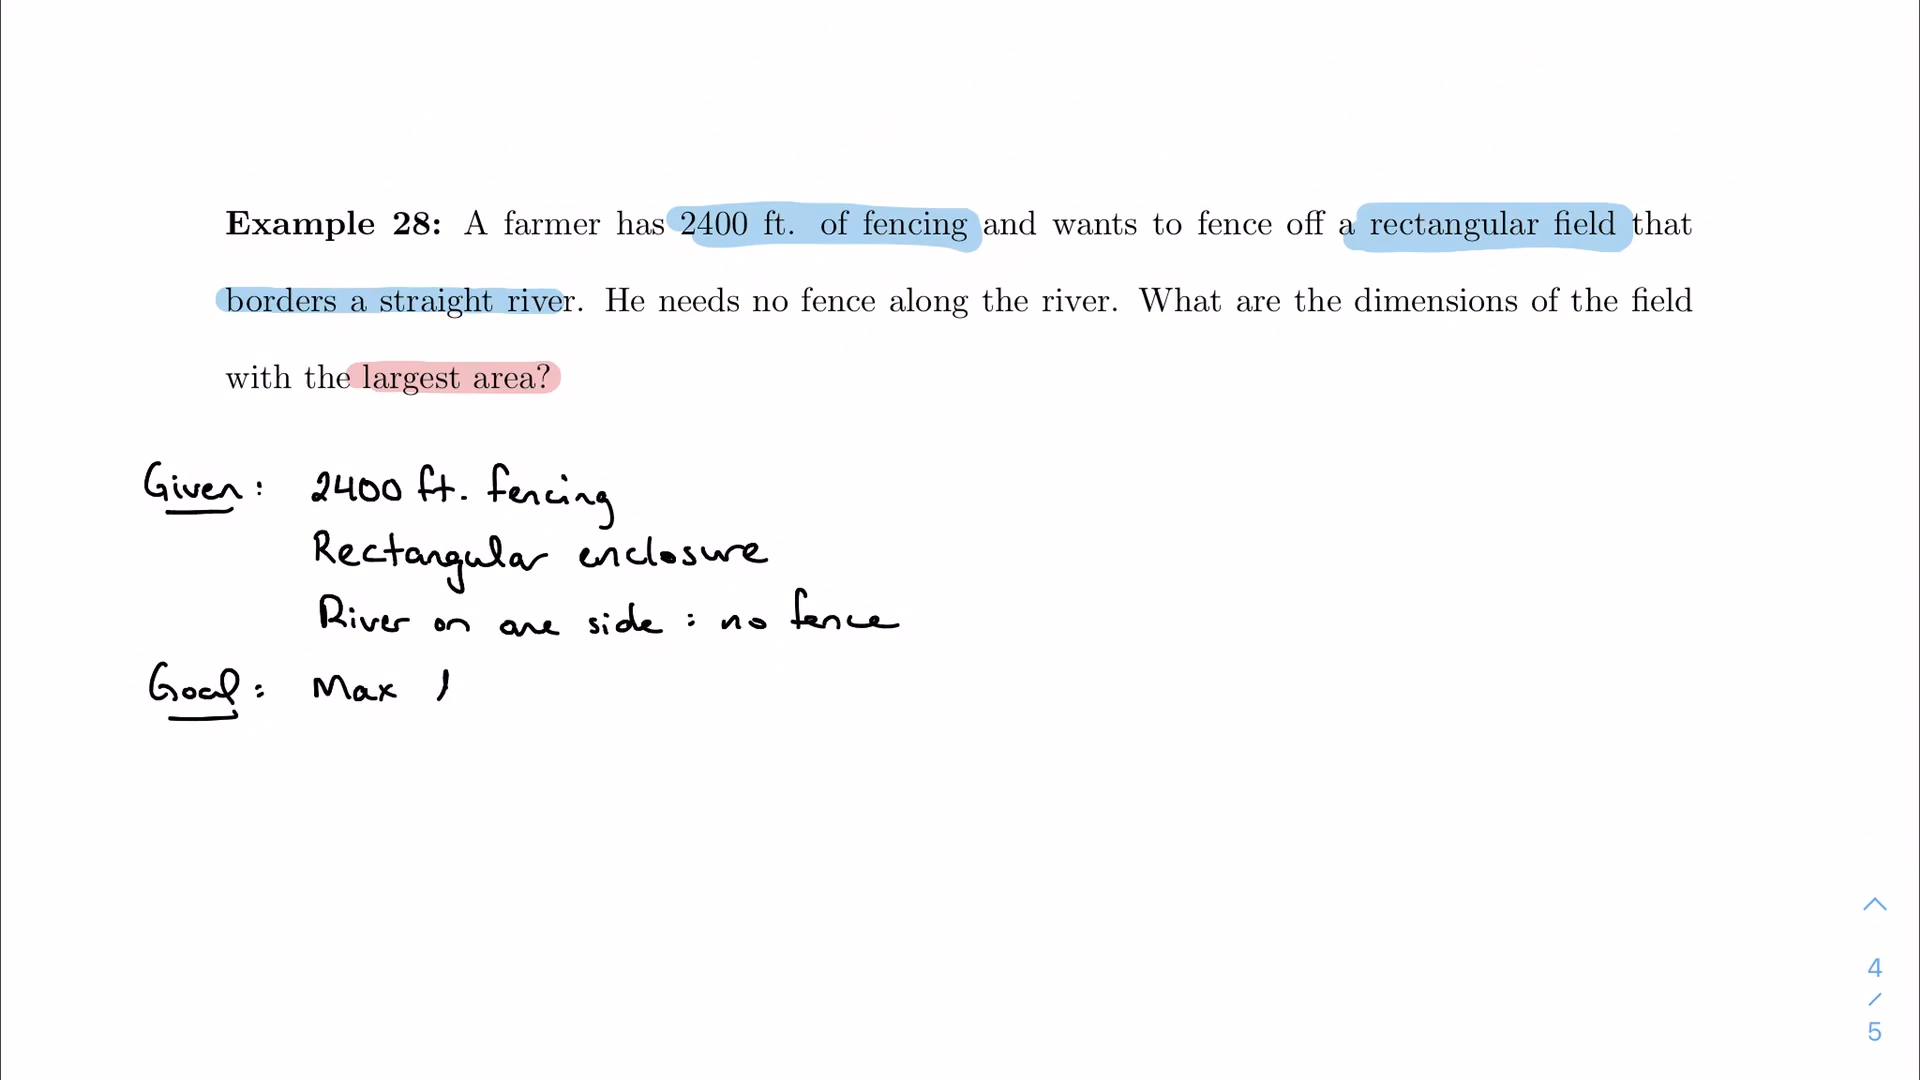 Example 28: A farmer has 2400 ft. of fencing and wants to fence off a rectangular field that
borders a straight river. He needs no fence along the river. What are the dimensions of the field
with the largest area?
Given: 2400 ft. fencing
Rectangular enclosure
River on one side: no fence
Goal: Max
4
/
5